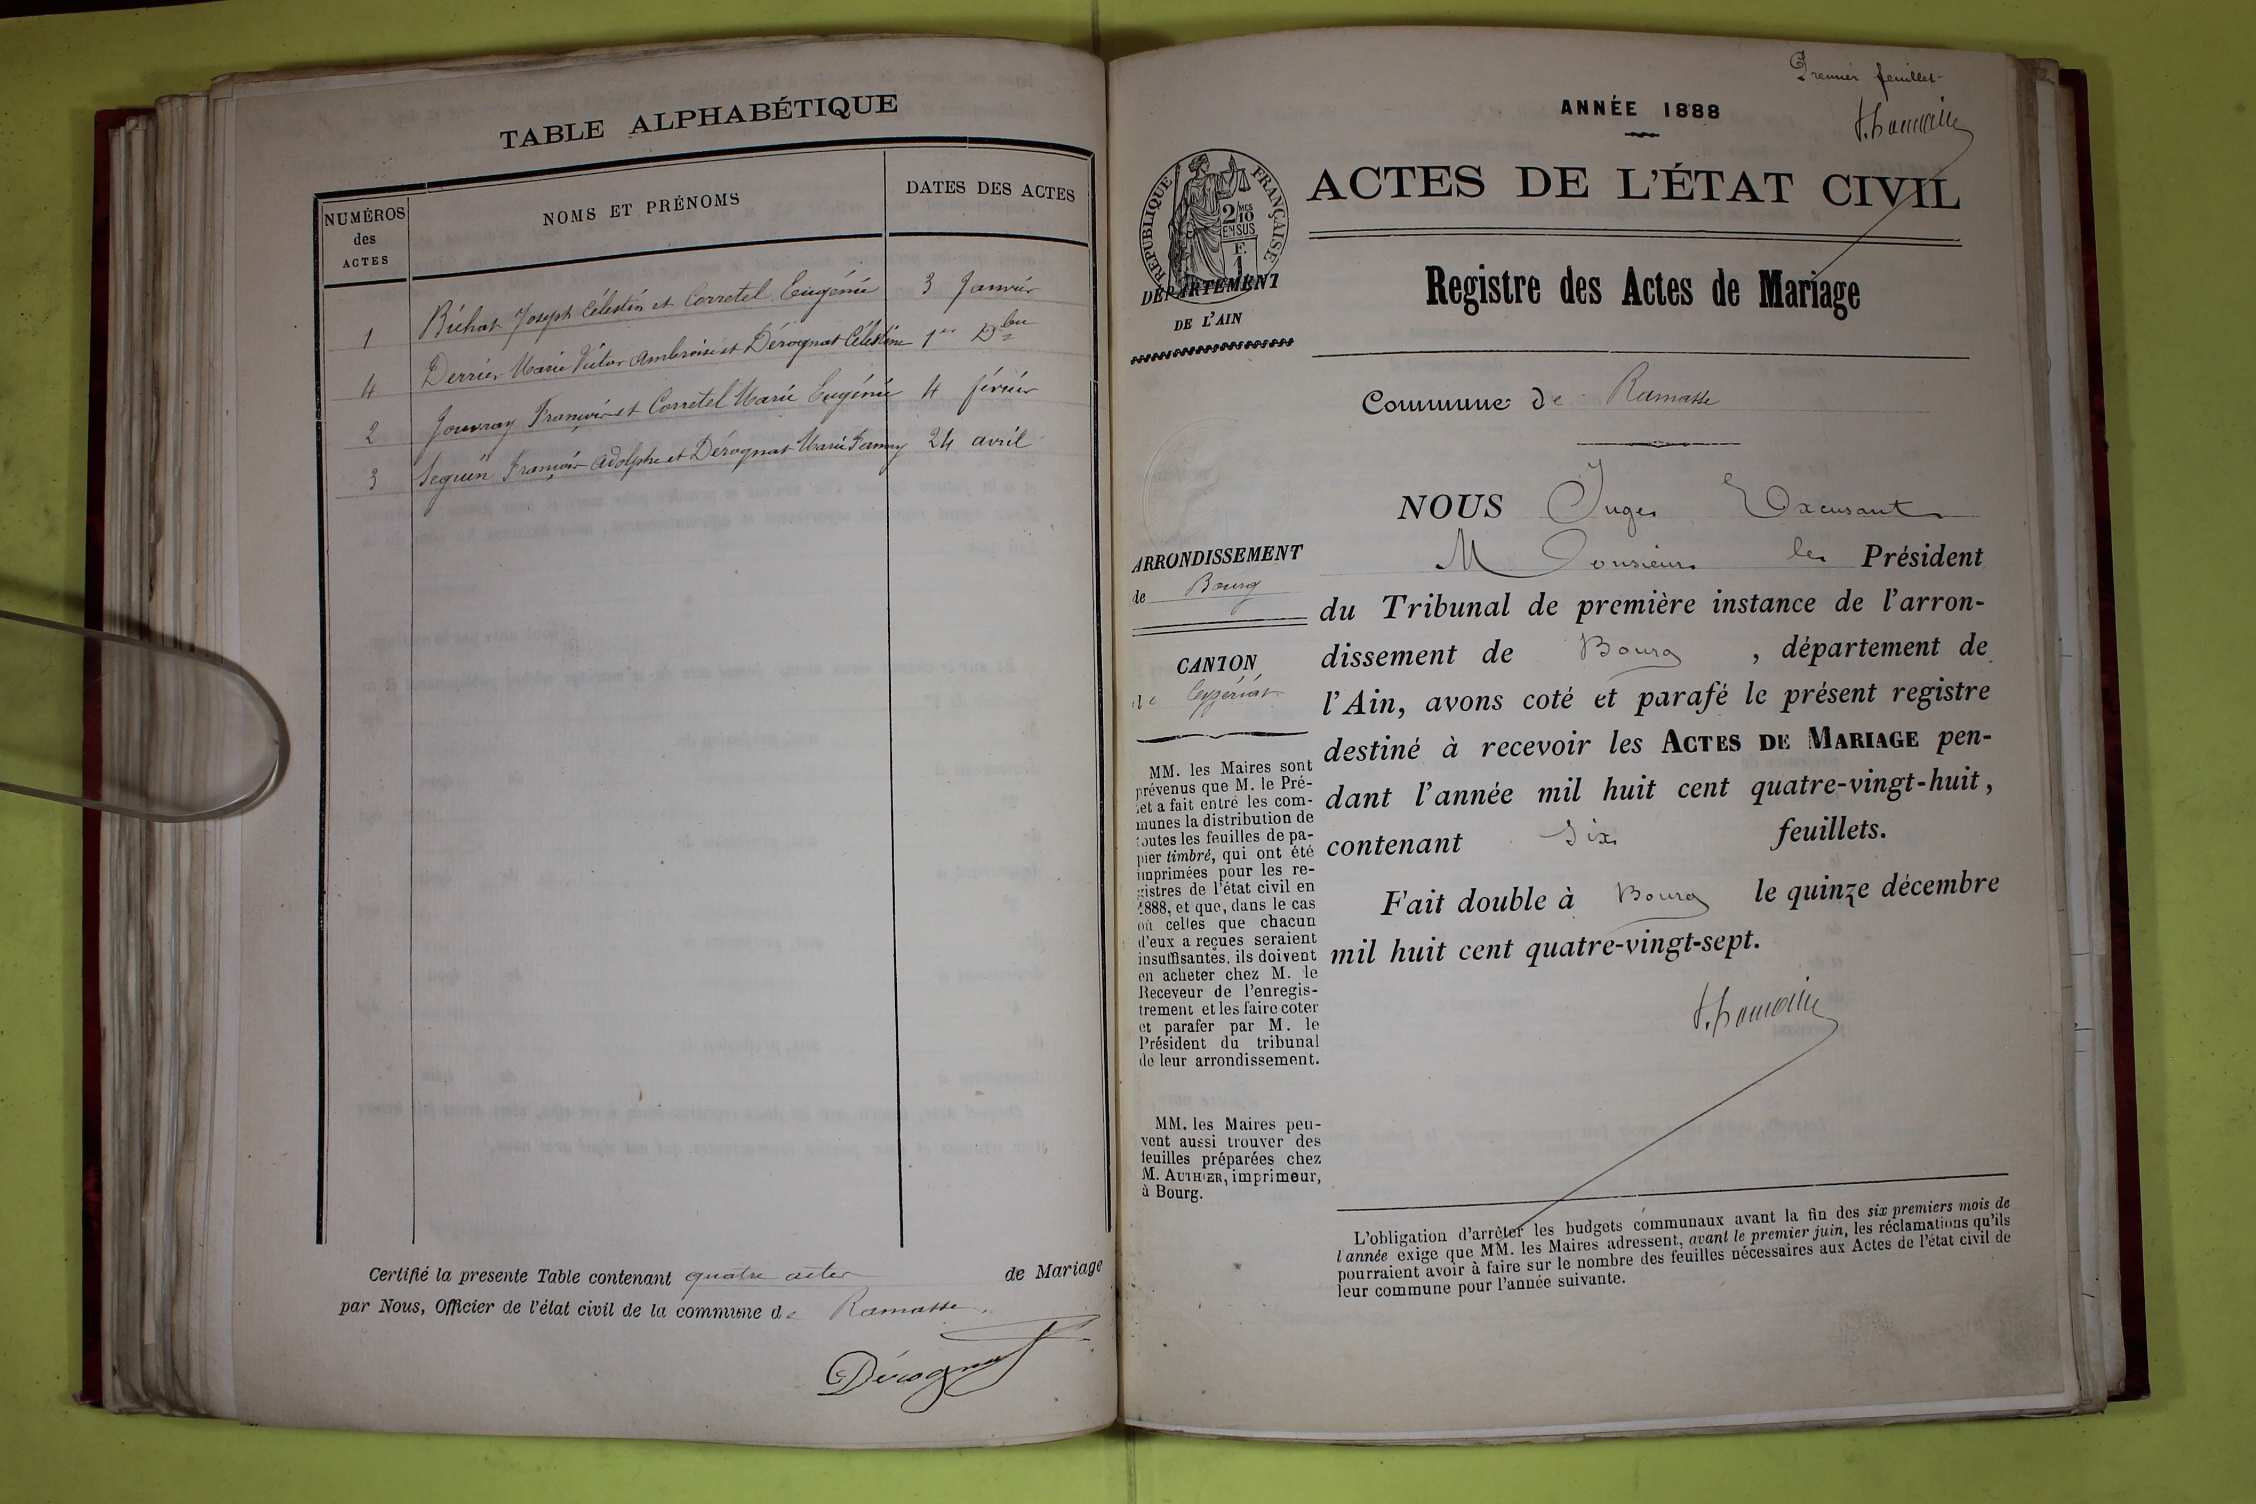 TABLE ALPHABÉTIQUE
NUMÉROS
des
ACTES
NOMS ET PRÉNOMS
DATES DES ACTES
1 Bichat Joseph Célestin et Corretel Eugénie 3 Janvier
4 Derrier Marie Victor Ambroise et Dérognat Célestine 1er Dbre
2 Jouvray François et Corretel Marie Eugénie 4 février
3 Seguin François Adolphe et Dérognat Marie Fanny 24 avril
Certifié la presente Table contenant quatre actes de Mariage
par Nous, Officier de l'état civil de la commune de Ramasse
Dérognat
Premier feuillet
ANNÉE 1888
RÉPUBLIQUE FRANÇAISE
2 MES
10
EN SUS
F.
1
ACTES DE L'ÉTAT CIVIL
DÉPARTEMENT
DE L'AIN
Registre des Actes de Mariage
Commune de Ramasse
ARRONDISSEMENT
de Bourg
CANTON
de Ceyzériat
MM. les Maires sont
prévenus que M. le Pré-
fet a fait entre les com-
munes la distribution de
toutes les feuilles de pa-
pier timbré, qui ont été
imprimées pour les re-
gistres de l'état civil en
1888, et que, dans le cas
où celles que chacun
d'eux a reçues seraient
insuffisantes, ils doivent
en acheter chez M. le
Receveur de l'enregis-
trement et les faire coter
et parafer par M. le
Président du tribunal
de leur arrondissement.
MM. les Maires peu-
vent aussi trouver des
feuilles préparées chez
M. AUTHIER, imprimeur,
à Bourg.
NOUS Juge Excusant
Monsieur le Président
du Tribunal de première instance de l'arron-
dissement de Bourg, département de
l'Ain, avons coté et parafé le présent registre
destiné à recevoir les ACTES DE MARIAGE pen-
dant l'année mil huit cent quatre-vingt-huit,
contenant Six feuillets.
Fait double à Bourg le quinze décembre
mil huit cent quatre-vingt-sept.
L'obligation d'arrêter les budgets communaux avant la fin des six premiers mois de
l'année exige que MM. les Maires adressent, avant le premier juin, les réclamations qu'ils
pourraient avoir à faire sur le nombre des feuilles nécessaires aux Actes de l'état civil de
leur commune pour l'année suivante.